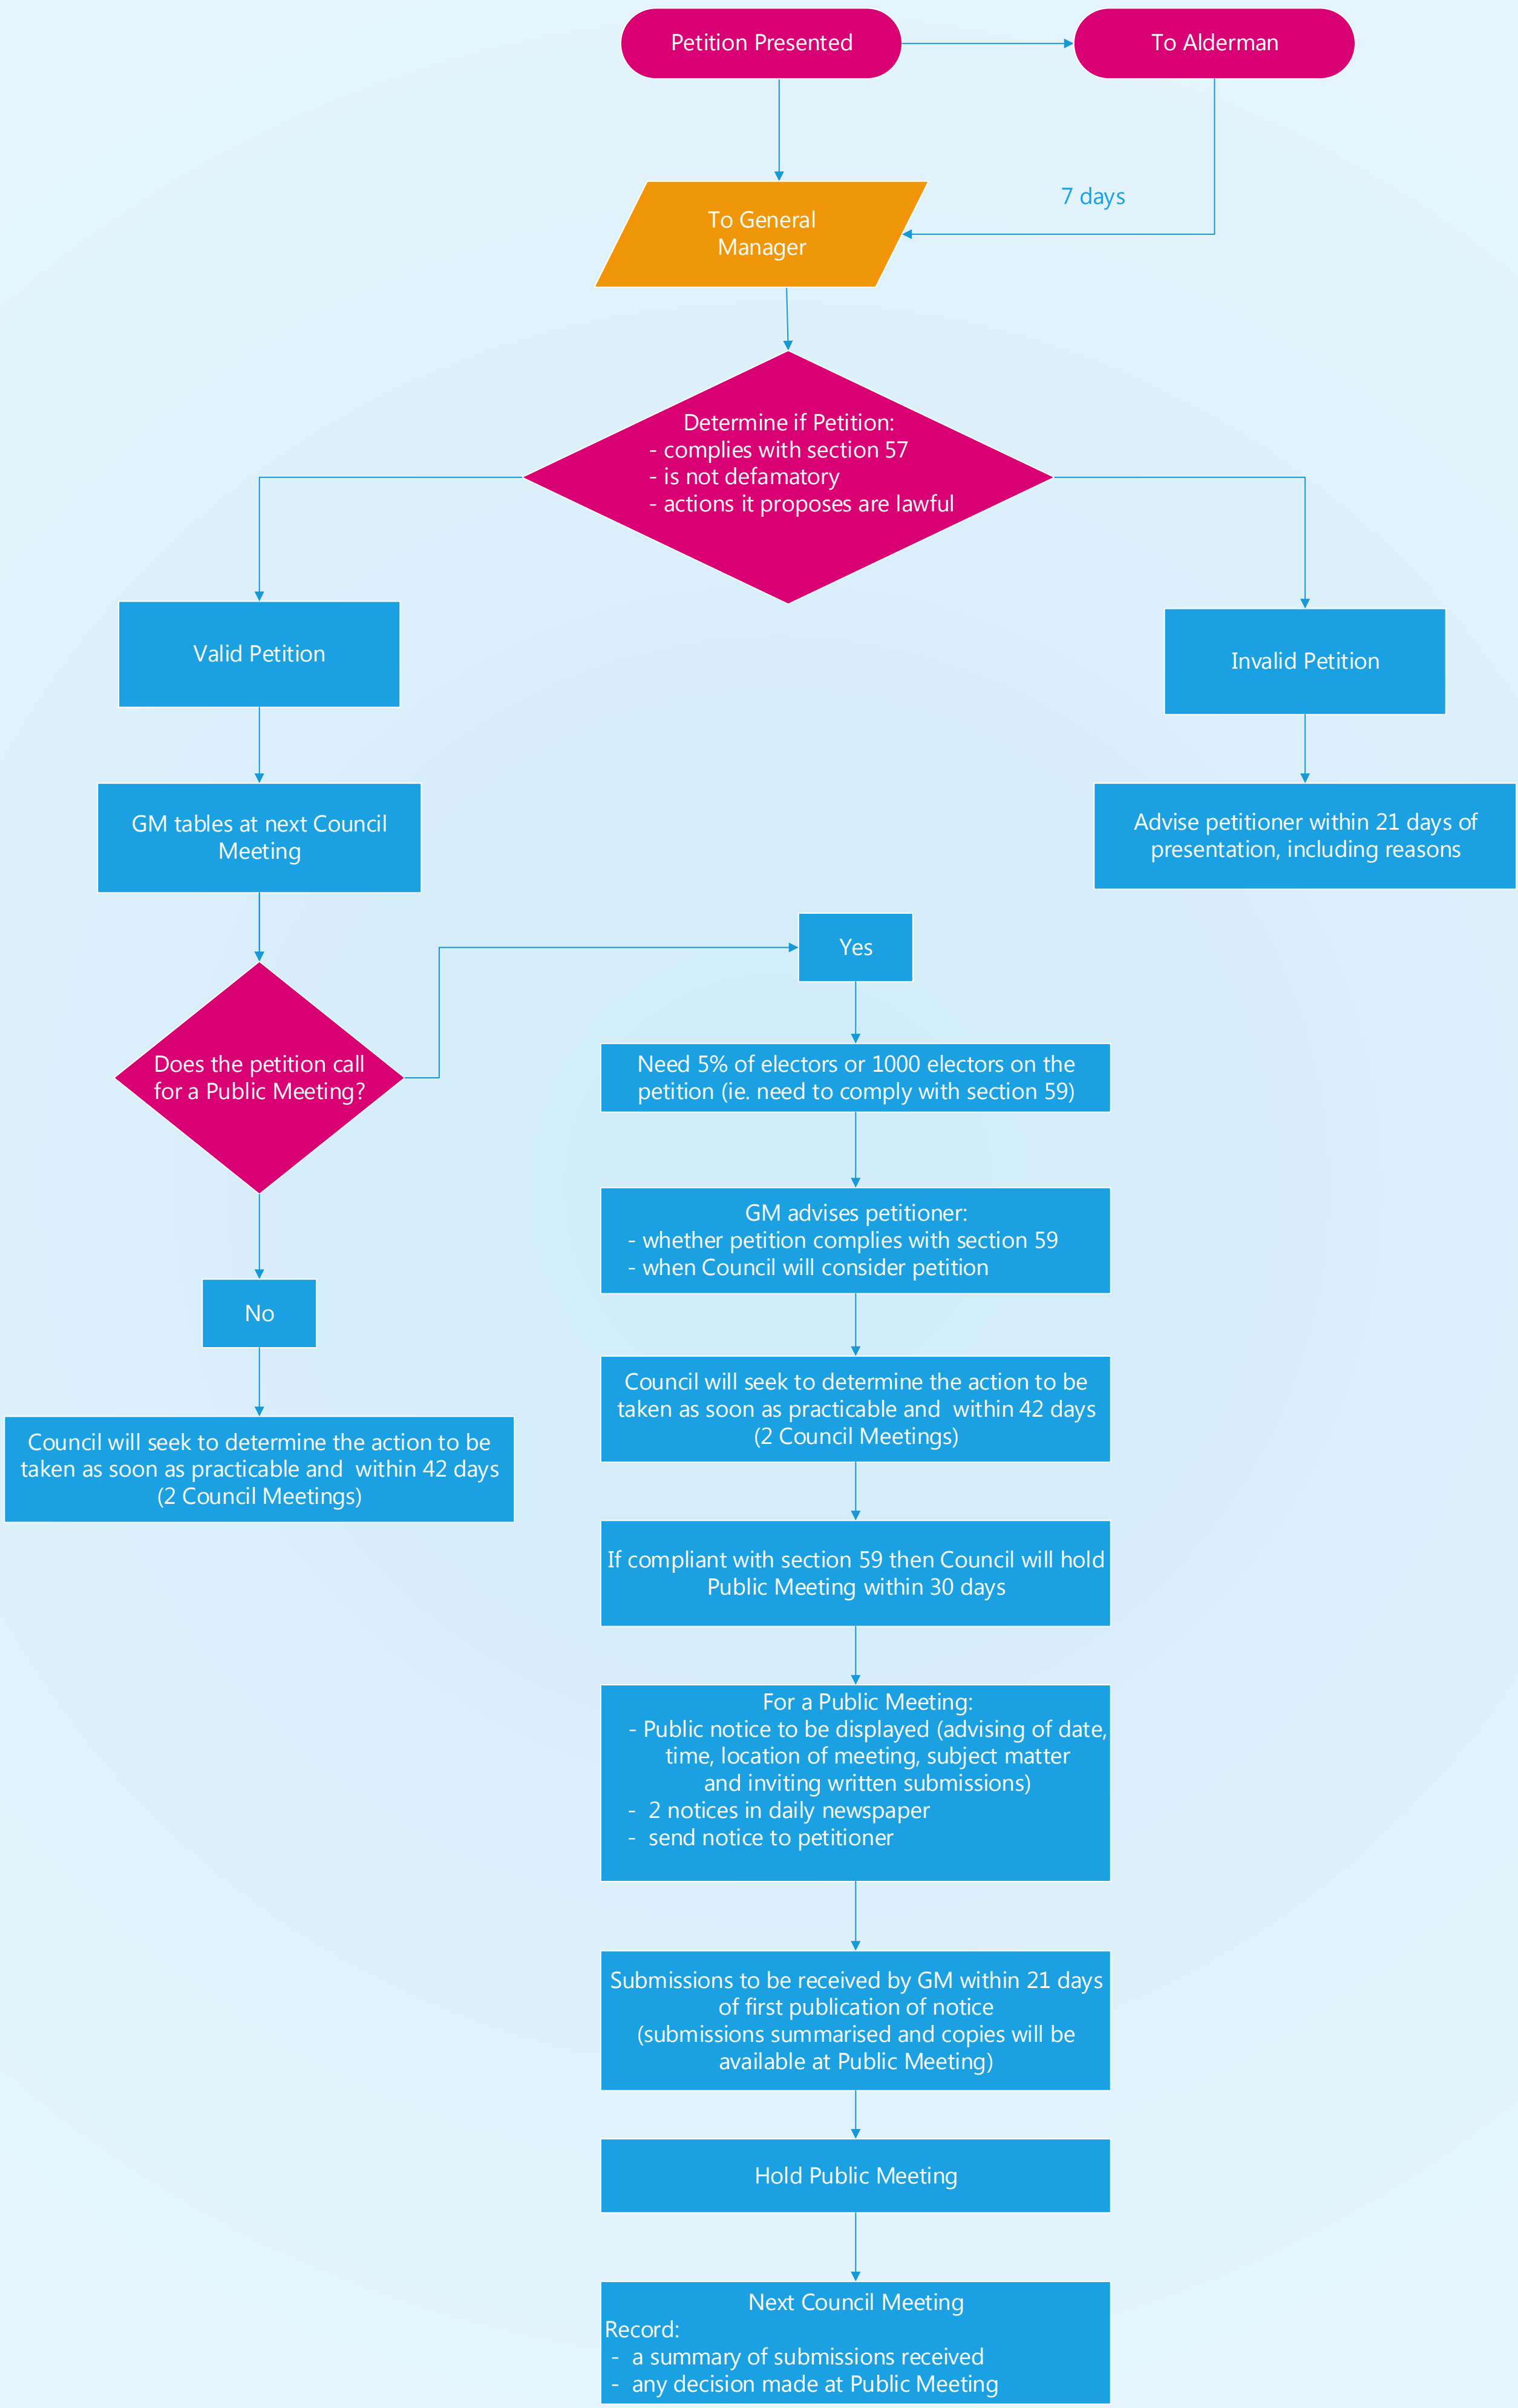 Petition Presented
To Alderman
7 days
To General
Manager
Determine if Petition:
- complies with section 57
- is not defamatory
- actions it proposes are lawful
Valid Petition
Invalid Petition
GM tables at next Council
Meeting
Advise petitioner within 21 days of
presentation, including reasons
Yes
Does the petition call
for a Public Meeting?
Need 5% of electors or 1000 electors on the
petition (ie. need to comply with section 59)
GM advises petitioner:
- whether petition complies with section 59
- when Council will consider petition
No
Council will seek to determine the action to be
taken as soon as practicable and  within 42 days
(2 Council Meetings)
Council will seek to determine the action to be
taken as soon as practicable and  within 42 days
(2 Council Meetings)
If compliant with section 59 then Council will hold
Public Meeting within 30 days
For a Public Meeting:
- Public notice to be displayed (advising of date,
time, location of meeting, subject matter
and inviting written submissions)
-  2 notices in daily newspaper
-  send notice to petitioner
Submissions to be received by GM within 21 days
of first publication of notice
(submissions summarised and copies will be
available at Public Meeting)
Hold Public Meeting
Next Council Meeting
Record:
-  a summary of submissions received
-  any decision made at Public Meeting